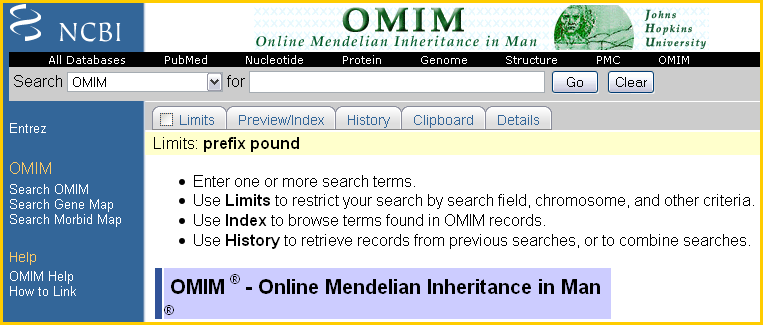 NCBI
OMIM
Online Mendelian Inheritance in Man
Johns
Hopkins
University
All Databases PubMed Nucleotide Protein Genome Structure PMC OMIM
Search OMIM for Go Clear
Limits Preview/Index History Clipboard Details
Limits: prefix pound
Entrez
OMIM
Search OMIM
Search Gene Map
Search Morbid Map
Help
OMIM Help
How to Link
• Enter one or more search terms.
• Use Limits to restrict your search by search field, chromosome, and other criteria.
• Use Index to browse terms found in OMIM records.
• Use History to retrieve records from previous searches, or to combine searches.
OMIM ® - Online Mendelian Inheritance in Man
®